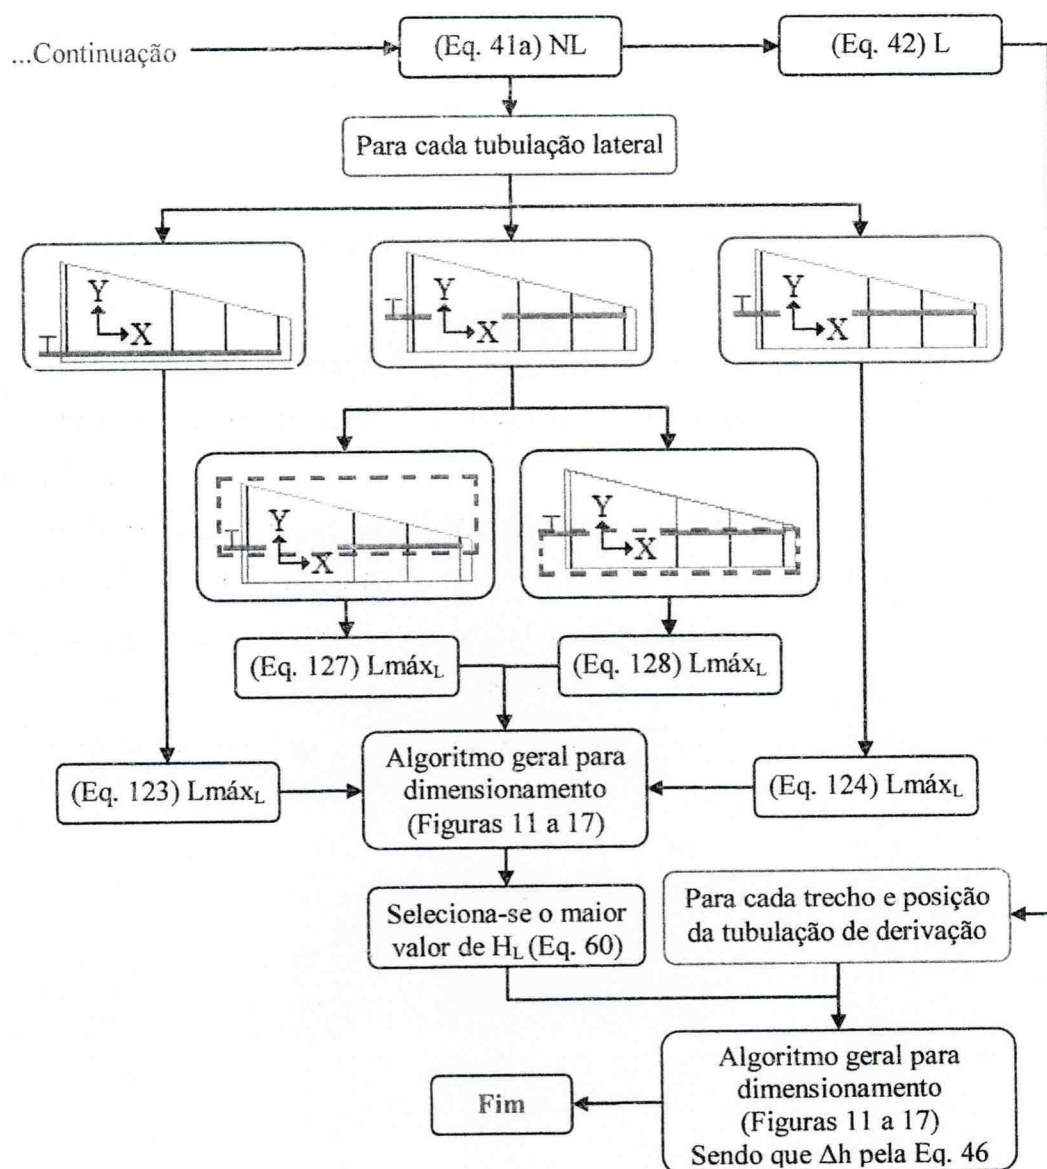 ...Continuação
(Eq. 41a) NL
(Eq. 42) L
Para cada tubulação lateral
Y
X
T
Y
X
T
Y
X
T
Y
X
T
Y
X
T
(Eq. 127) Lmáx_L
(Eq. 128) Lmáx_L
(Eq. 123) Lmáx_L
Algoritmo geral para
dimensionamento
(Figuras 11 a 17)
(Eq. 124) Lmáx_L
Seleciona-se o maior
valor de H_L (Eq. 60)
Para cada trecho e posição
da tubulação de derivação
Algoritmo geral para
dimensionamento
(Figuras 11 a 17)
Sendo que Δh pela Eq. 46
Fim